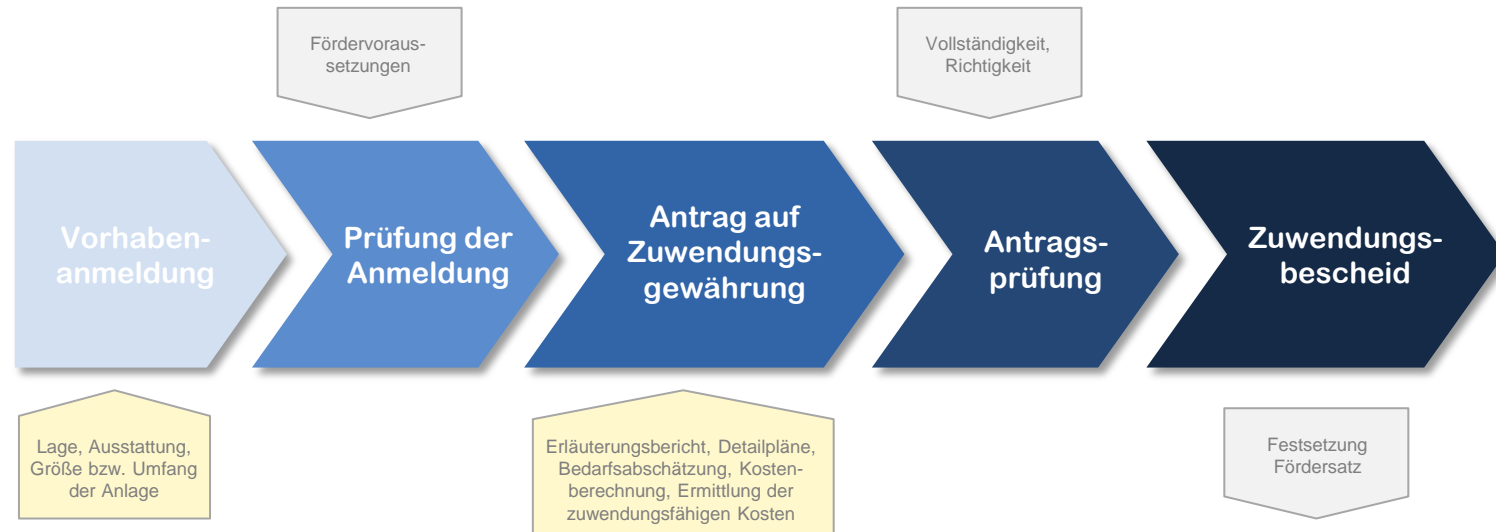 Fördervoraus-
setzungen
Vollständigkeit,
Richtigkeit
Vorhaben-
anmeldung
Prüfung der
Anmeldung
Antrag auf
Zuwendungs-
gewährung
Antrags-
prüfung
Zuwendungs-
bescheid
Lage, Ausstattung,
Größe bzw. Umfang
der Anlage
Erläuterungsbericht, Detailpläne,
Bedarfsabschätzung, Kosten-
berechnung, Ermittlung der
zuwendungsfähigen Kosten
Festsetzung
Fördersatz